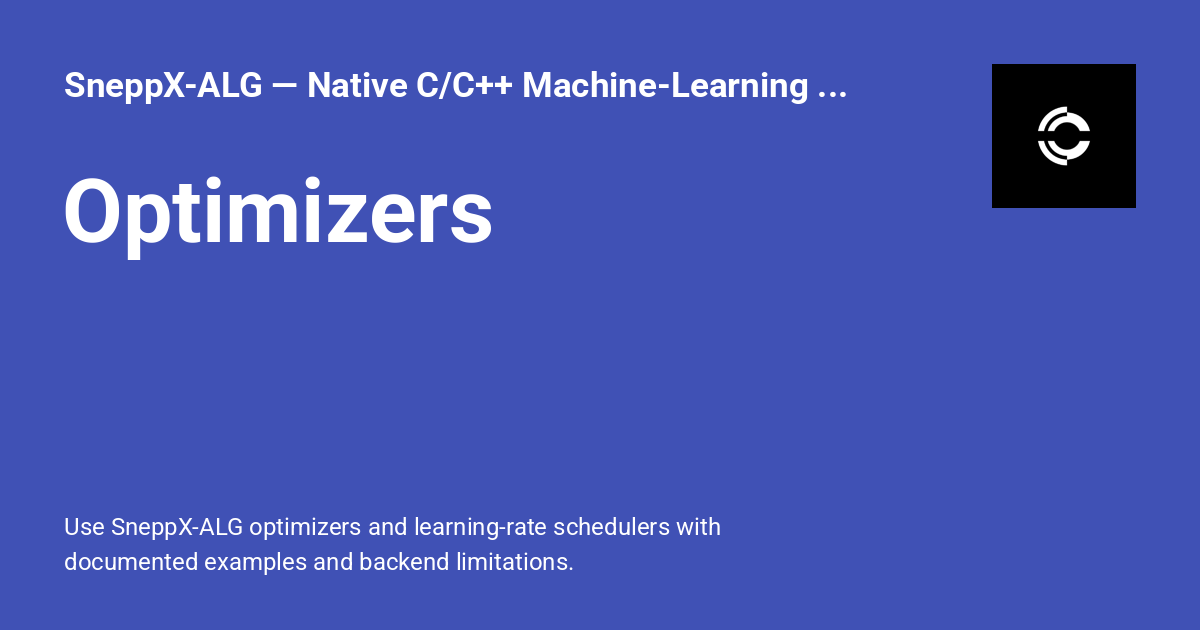 SneppX-ALG — Native C/C++ Machine-Learning ...
Optimizers
Use SneppX-ALG optimizers and learning-rate schedulers with
documented examples and backend limitations.